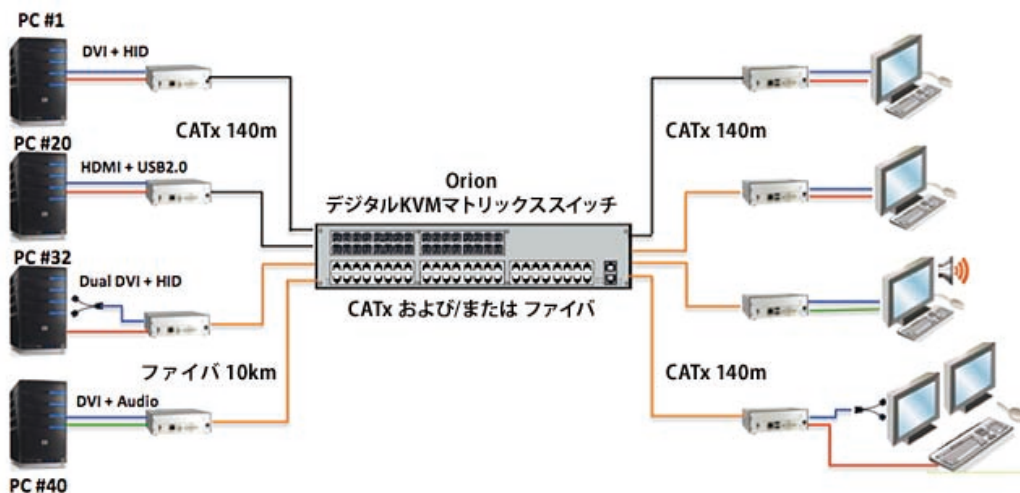 PC #1
DVI + HID
CATx 140m
PC #20
HDMI + USB2.0
PC #32
Dual DVI + HID
ファイバ 10km
DVI + Audio
PC #40
Orion
デジタルKVMマトリックススイッチ
CATx および/または ファイバ
CATx 140m
CATx 140m